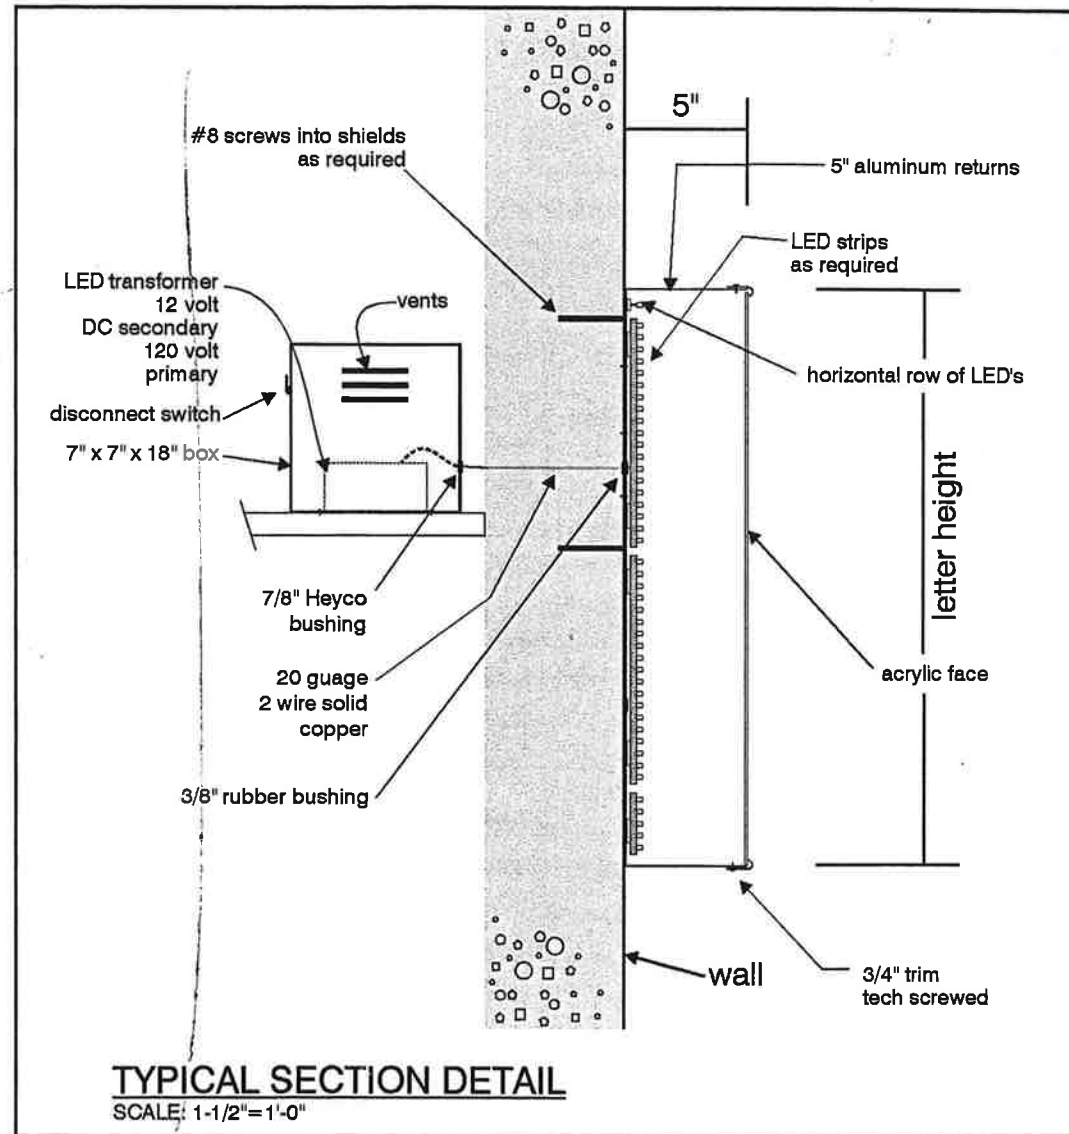 5"
#8 screws into shields
as required
5" aluminum returns
LED strips
as required
LED transformer
12 volt
DC secondary
120 volt
primary
vents
horizontal row of LED's
disconnect switch
7" x 7" x 18" box
letter height
7/8" Heyco
bushing
20 guage
2 wire solid
copper
acrylic face
3/8" rubber bushing
wall
3/4" trim
tech screwed
TYPICAL SECTION DETAIL
SCALE: 1-1/2"=1'-0"